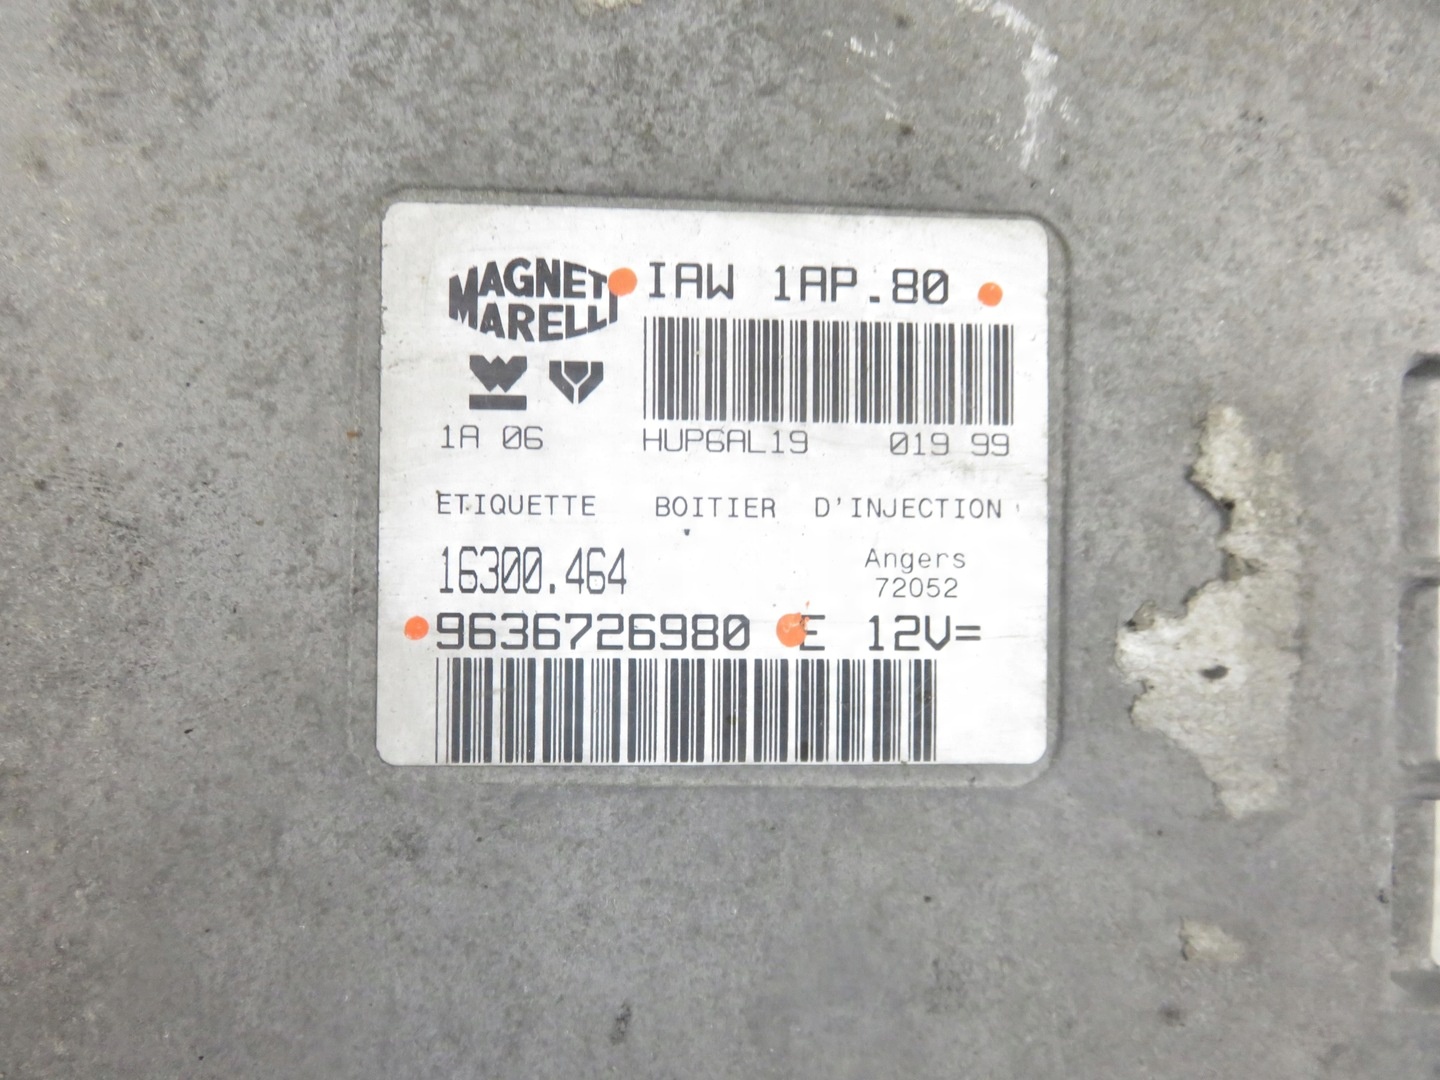 MAGNETI MARELLI
IAW 1AP.80
1A 06 HUP6AL19 019 99
ETIQUETTE BOITIER D'INJECTION
16300.464 Angers
72052
9636726980 E 12V=